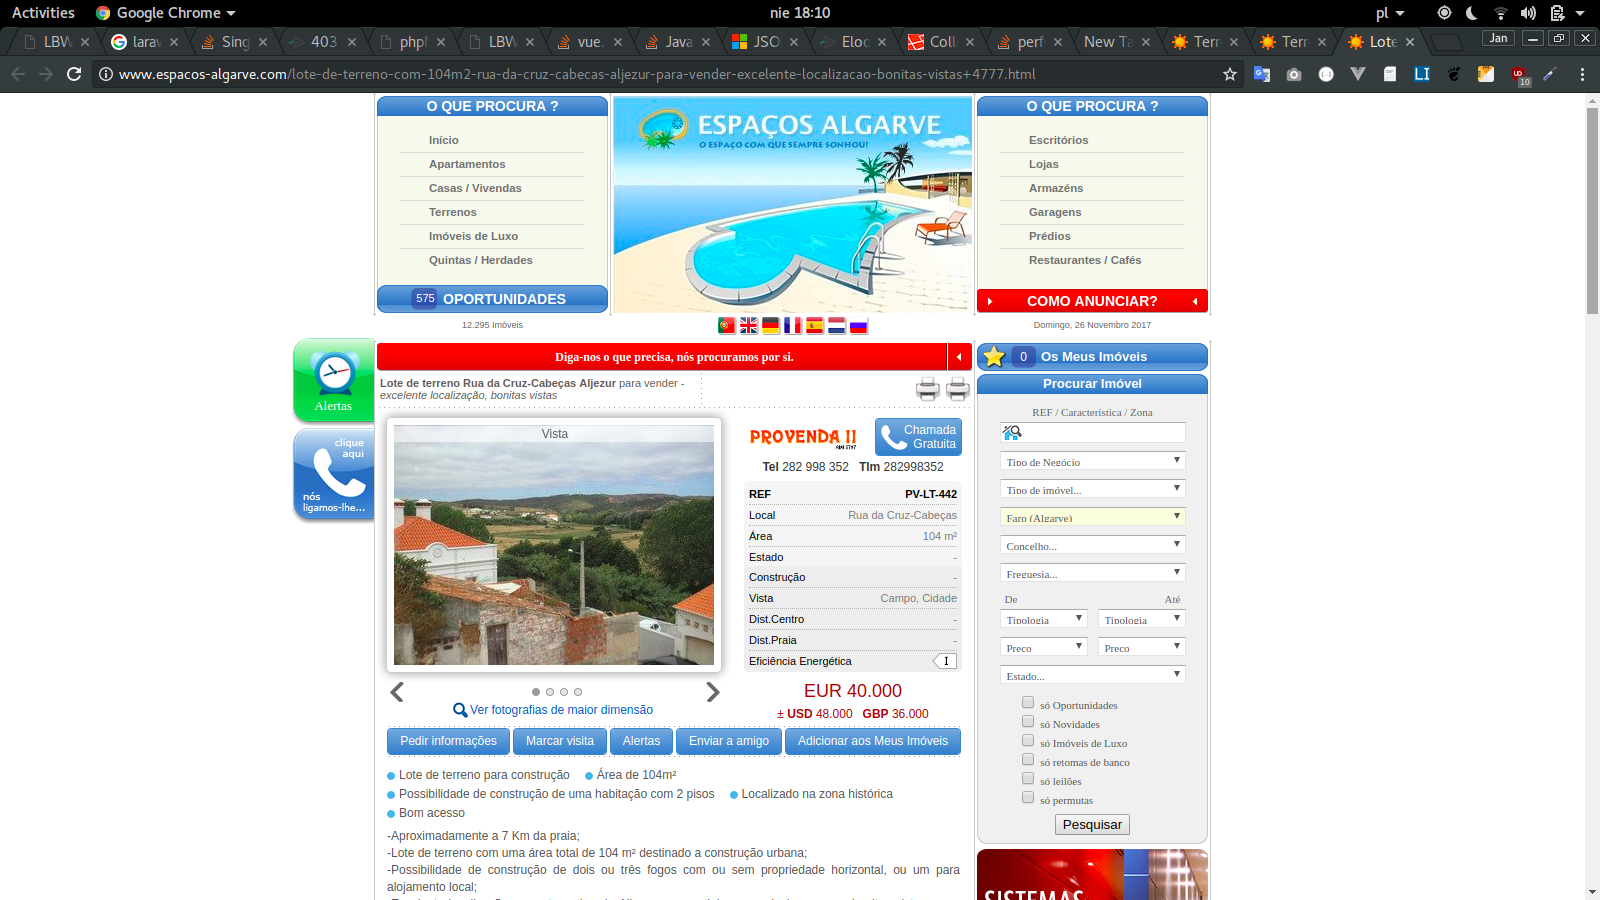 Activities Google Chrome nie 18:10 pl
LBW lara Sing 403 phpM LBW vue. Java JSO Eloq Coll perfe New Ta Terre Terre Lote Jan
www.espacos-algarve.com/lote-de-terreno-com-104m2-rua-da-cruz-cabecas-aljezur-para-vender-excelente-localizacao-bonitas-vistas+4777.html LI UD 10
O QUE PROCURA ?
Início
Apartamentos
Casas / Vivendas
Terrenos
Imóveis de Luxo
Quintas / Herdades
575 OPORTUNIDADES
12.295 Imóveis
ESPAÇOS ALGARVE
O ESPAÇO COM QUE SEMPRE SONHOU!
O QUE PROCURA ?
Escritórios
Lojas
Armazéns
Garagens
Prédios
Restaurantes / Cafés
COMO ANUNCIAR?
Domingo, 26 Novembro 2017
Alertas
clique
aqui
nós
ligamos-lhe...
Diga-nos o que precisa, nós procuramos por si.
Lote de terreno Rua da Cruz-Cabeças Aljezur para vender -
excelente localização, bonitas vistas
Vista
Ver fotografias de maior dimensão
PROVENDA II
AMI 5797
Chamada
Gratuita
Tel 282 998 352 Tlm 282998352
REF PV-LT-442
Local Rua da Cruz-Cabeças
Área 104 m²
Estado -
Construção -
Vista Campo, Cidade
Dist.Centro -
Dist.Praia -
Eficiência Energética I
EUR 40.000
± USD 48.000 GBP 36.000
Pedir informações Marcar visita Alertas Enviar a amigo Adicionar aos Meus Imóveis
Lote de terreno para construção Área de 104m²
Possibilidade de construção de uma habitação com 2 pisos Localizado na zona histórica
Bom acesso
-Aproximadamente a 7 Km da praia;
-Lote de terreno com uma área total de 104 m² destinado a construção urbana;
-Possibilidade de construção de dois ou três fogos com ou sem propriedade horizontal, ou um para
alojamento local;
0 Os Meus Imóveis
Procurar Imóvel
REF / Característica / Zona
Tipo de Negócio
Tipo de imóvel...
Faro (Algarve)
Concelho...
Freguesia...
De Até
Tipologia Tipologia
Preço Preço
Estado...
só Oportunidades
só Novidades
só Imóveis de Luxo
só retomas de banco
só leilões
só permutas
Pesquisar
SISTEMAS